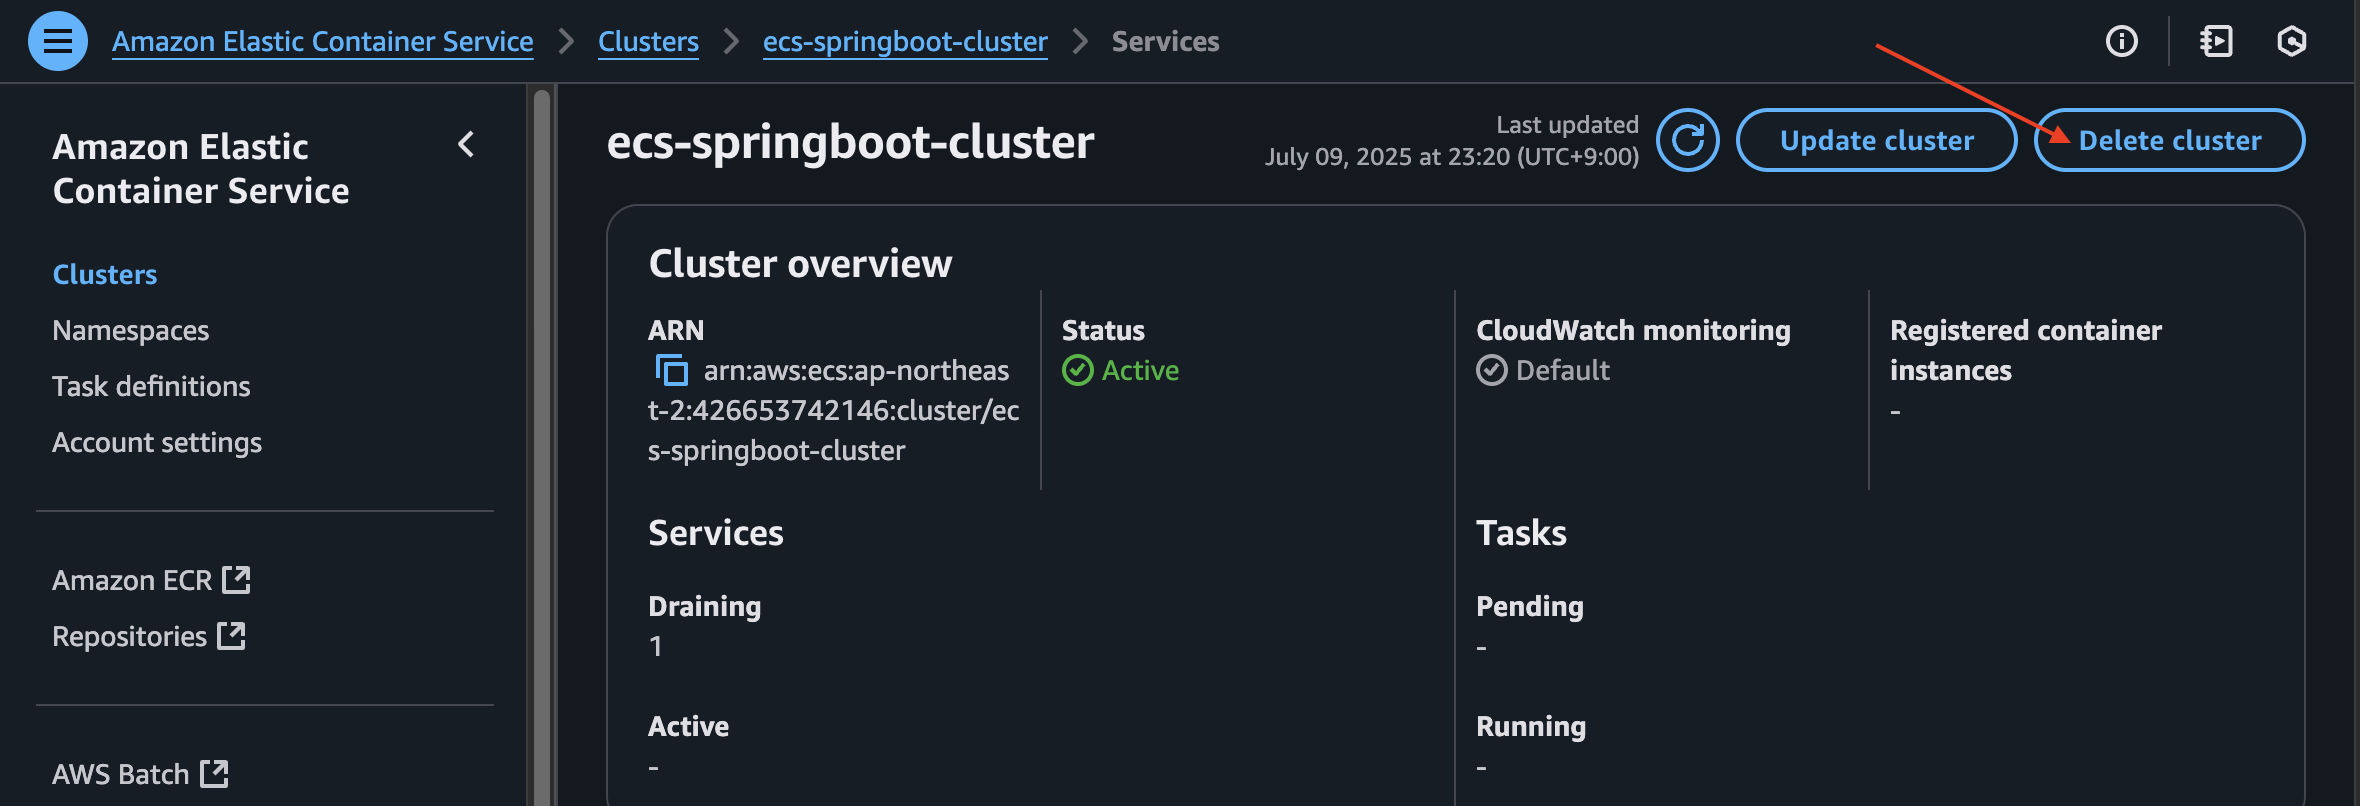 Amazon Elastic Container Service > Clusters > ecs-springboot-cluster > Services
Amazon Elastic
Container Service
Clusters
Namespaces
Task definitions
Account settings
Amazon ECR
Repositories
AWS Batch
ecs-springboot-cluster
Last updated
July 09, 2025 at 23:20 (UTC+9:00)
Update cluster
Delete cluster
Cluster overview
ARN
arn:aws:ecs:ap-northeas
t-2:426653742146:cluster/ec
s-springboot-cluster
Status
Active
CloudWatch monitoring
Default
Registered container
instances
-
Services
Draining
1
Active
-
Tasks
Pending
-
Running
-